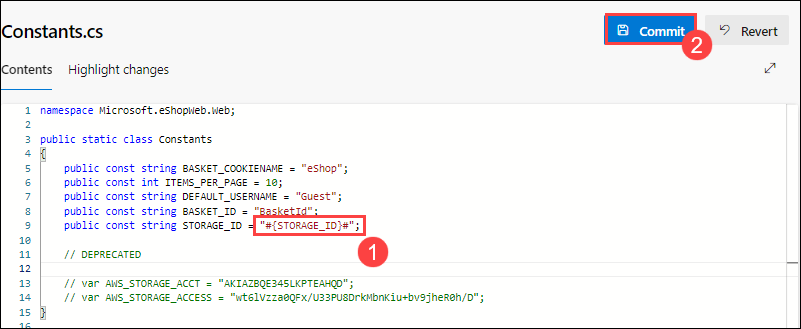 Constants.cs
Commit
2
Revert
Contents
Highlight changes
1 namespace Microsoft.eShopWeb.Web;
2
3 public static class Constants
4 {
5 public const string BASKET_COOKIENAME = "eShop";
6 public const int ITEMS_PER_PAGE = 10;
7 public const string DEFAULT_USERNAME = "Guest";
8 public const string BASKET_ID = "BasketId";
9 public const string STORAGE_ID = "#{STORAGE_ID}#";
1
10
11 // DEPRECATED
12
13 // var AWS_STORAGE_ACCT = "AKIAZBQE345LKPTEAHQD";
14 // var AWS_STORAGE_ACCESS = "wt6lVzza0QFx/U33PU8DrkMbnKiu+bv9jheR0h/D";
15 }
16